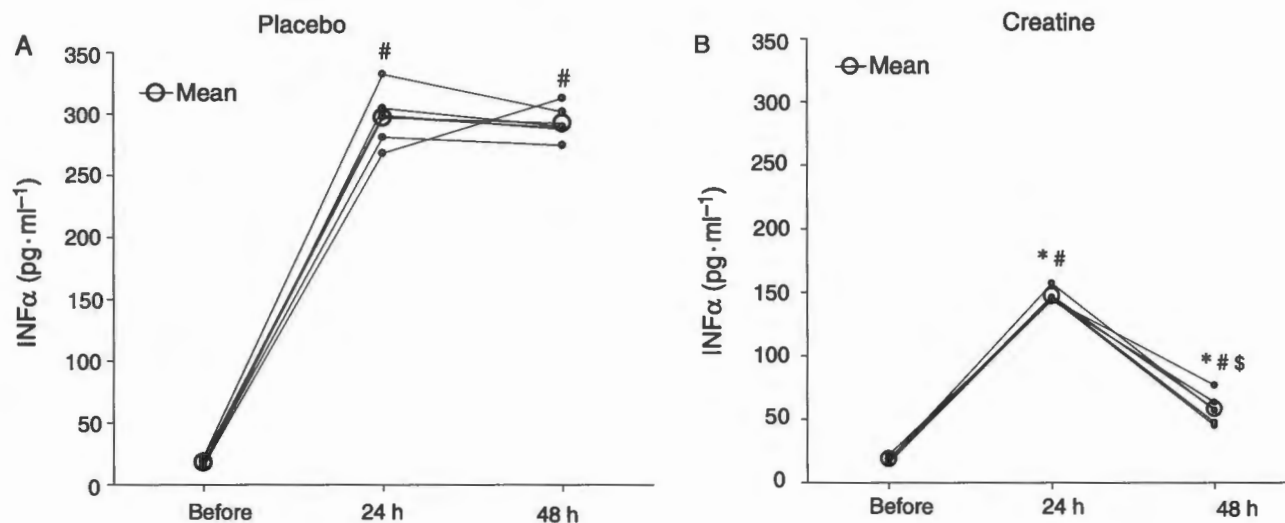 A
Placebo
350
300
250
200
150
100
50
0
INFα (pg·ml⁻¹)
Mean
#
#
Before
24 h
48 h
B
Creatine
350
300
250
200
150
100
50
0
INFα (pg·ml⁻¹)
Mean
* #
* # $
Before
24 h
48 h